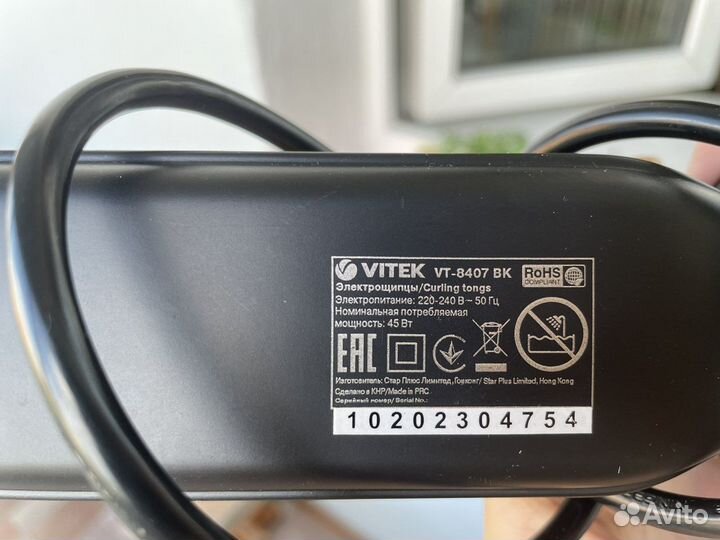 VITEK VT-8407 BK RoHS COMPLIANT
Электрощипцы/Curling tongs
Электропитание: 220-240 В ~ 50 Гц
Номинальная потребляемая
мощность: 45 Вт
EAC
Изготовитель: Стар Плюс Лимитед, Гонконг/ Star Plus Limited, Hong Kong
Сделано в КНР/Made in PRC
Серийный номер/ Serial No.:
10202304754
Avito